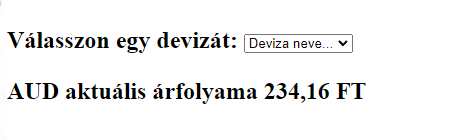 Válasszon egy devizát: Deviza neve...
AUD aktuális árfolyama 234,16 FT